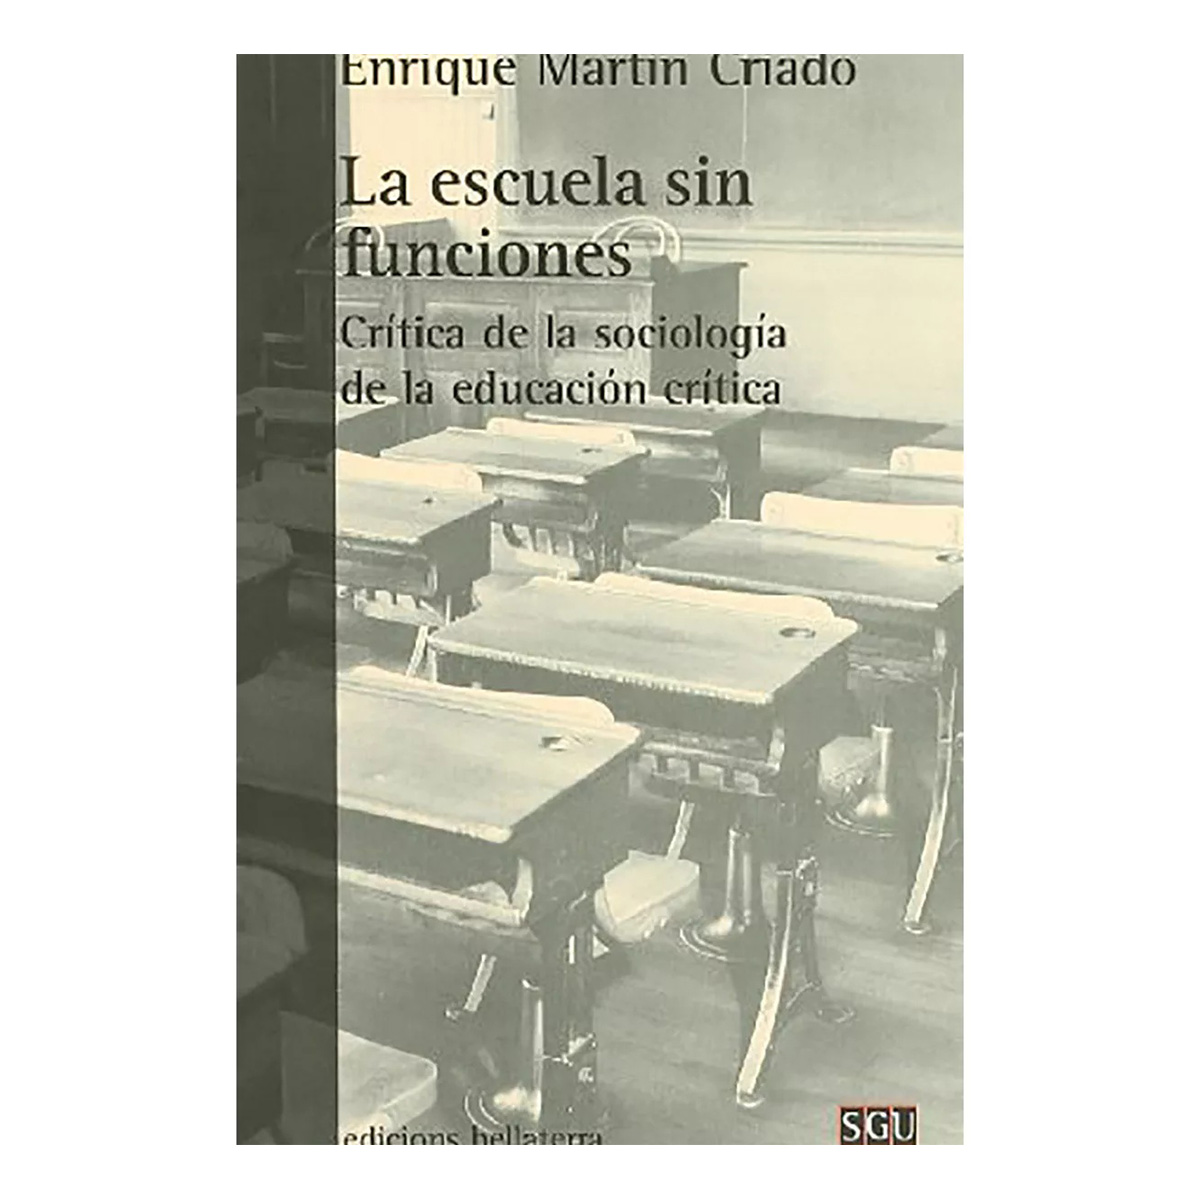 Enrique Martín Criado
La escuela sin
funciones
Crítica de la sociología
de la educación crítica
edicions bellaterra
SGU